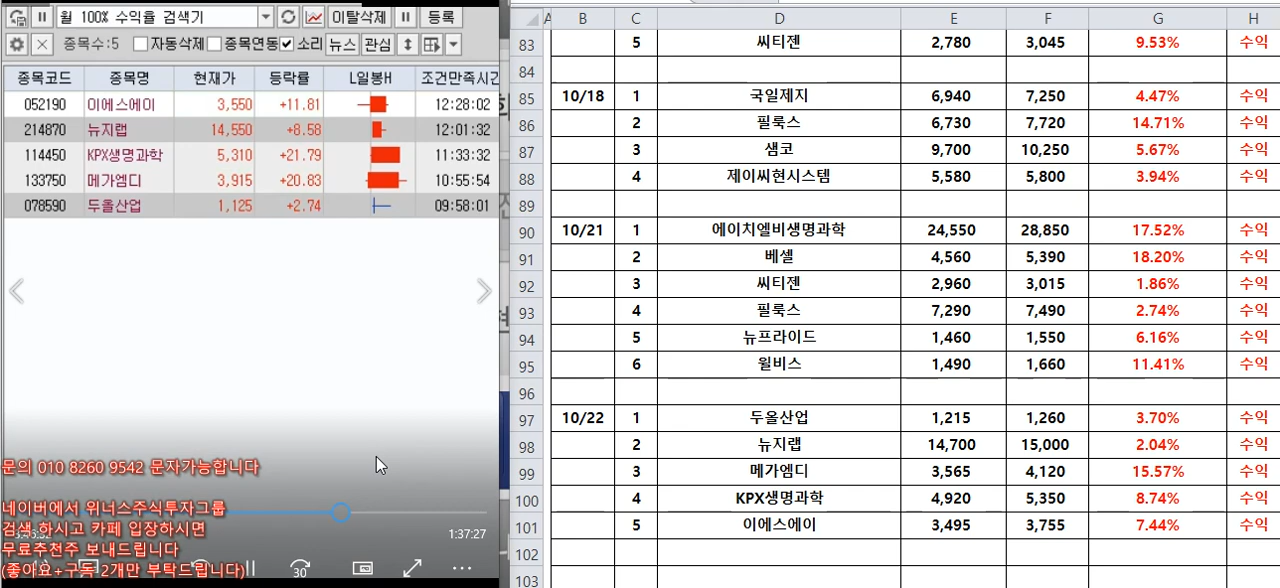 월 100% 수익율 검색기 이탈삭제 등록
종목수:5 자동삭제 종목연동 소리 뉴스 관심
종목코드 종목명 현재가 등락률 L일봉H 조건만족시간
052190 이에스에이 3,550 +11.81 12:28:02
214870 뉴지랩 14,550 +8.58 12:01:32
114450 KPX생명과학 5,310 +21.79 11:33:32
133750 메가엠디 3,915 +20.83 10:55:54
078590 두올산업 1,125 +2.74 09:58:01
문의 010 8260 9542 문자가능합니다
네이버에서 위너스주식투자그룹
검색 하시고 카페 입장하시면
1:37:27
무료추천주 보내드립니다
(좋아요+구독 2개만 부탁드립니다)
30
A B C D E F G H
83 5 씨티젠 2,780 3,045 9.53% 수익
84
85 10/18 1 국일제지 6,940 7,250 4.47% 수익
86 2 필룩스 6,730 7,720 14.71% 수익
87 3 샘코 9,700 10,250 5.67% 수익
88 4 제이씨현시스템 5,580 5,800 3.94% 수익
89
90 10/21 1 에이치엘비생명과학 24,550 28,850 17.52% 수익
91 2 베셀 4,560 5,390 18.20% 수익
92 3 씨티젠 2,960 3,015 1.86% 수익
93 4 필룩스 7,290 7,490 2.74% 수익
94 5 뉴프라이드 1,460 1,550 6.16% 수익
95 6 윌비스 1,490 1,660 11.41% 수익
96
97 10/22 1 두올산업 1,215 1,260 3.70% 수익
98 2 뉴지랩 14,700 15,000 2.04% 수익
99 3 메가엠디 3,565 4,120 15.57% 수익
100 4 KPX생명과학 4,920 5,350 8.74% 수익
101 5 이에스에이 3,495 3,755 7.44% 수익
102
103